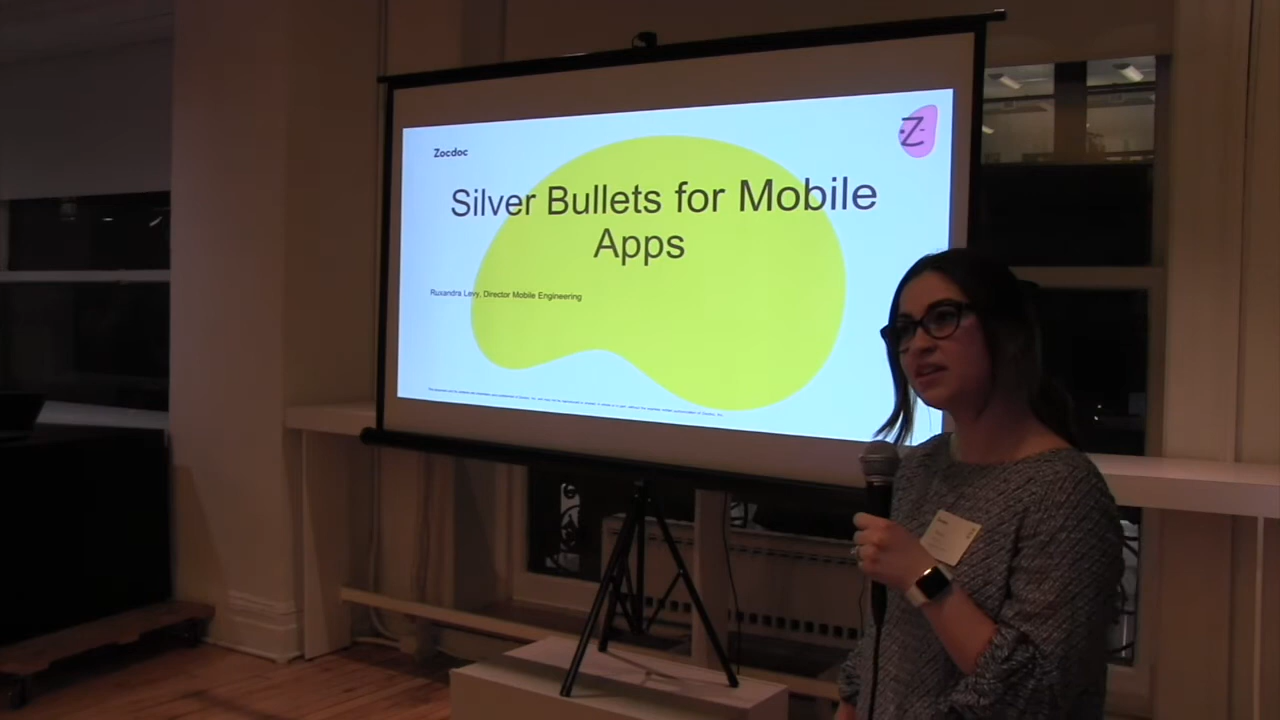 Zocdoc
Z
Silver Bullets for Mobile
Apps
Ruxandra Levy, Director Mobile Engineering